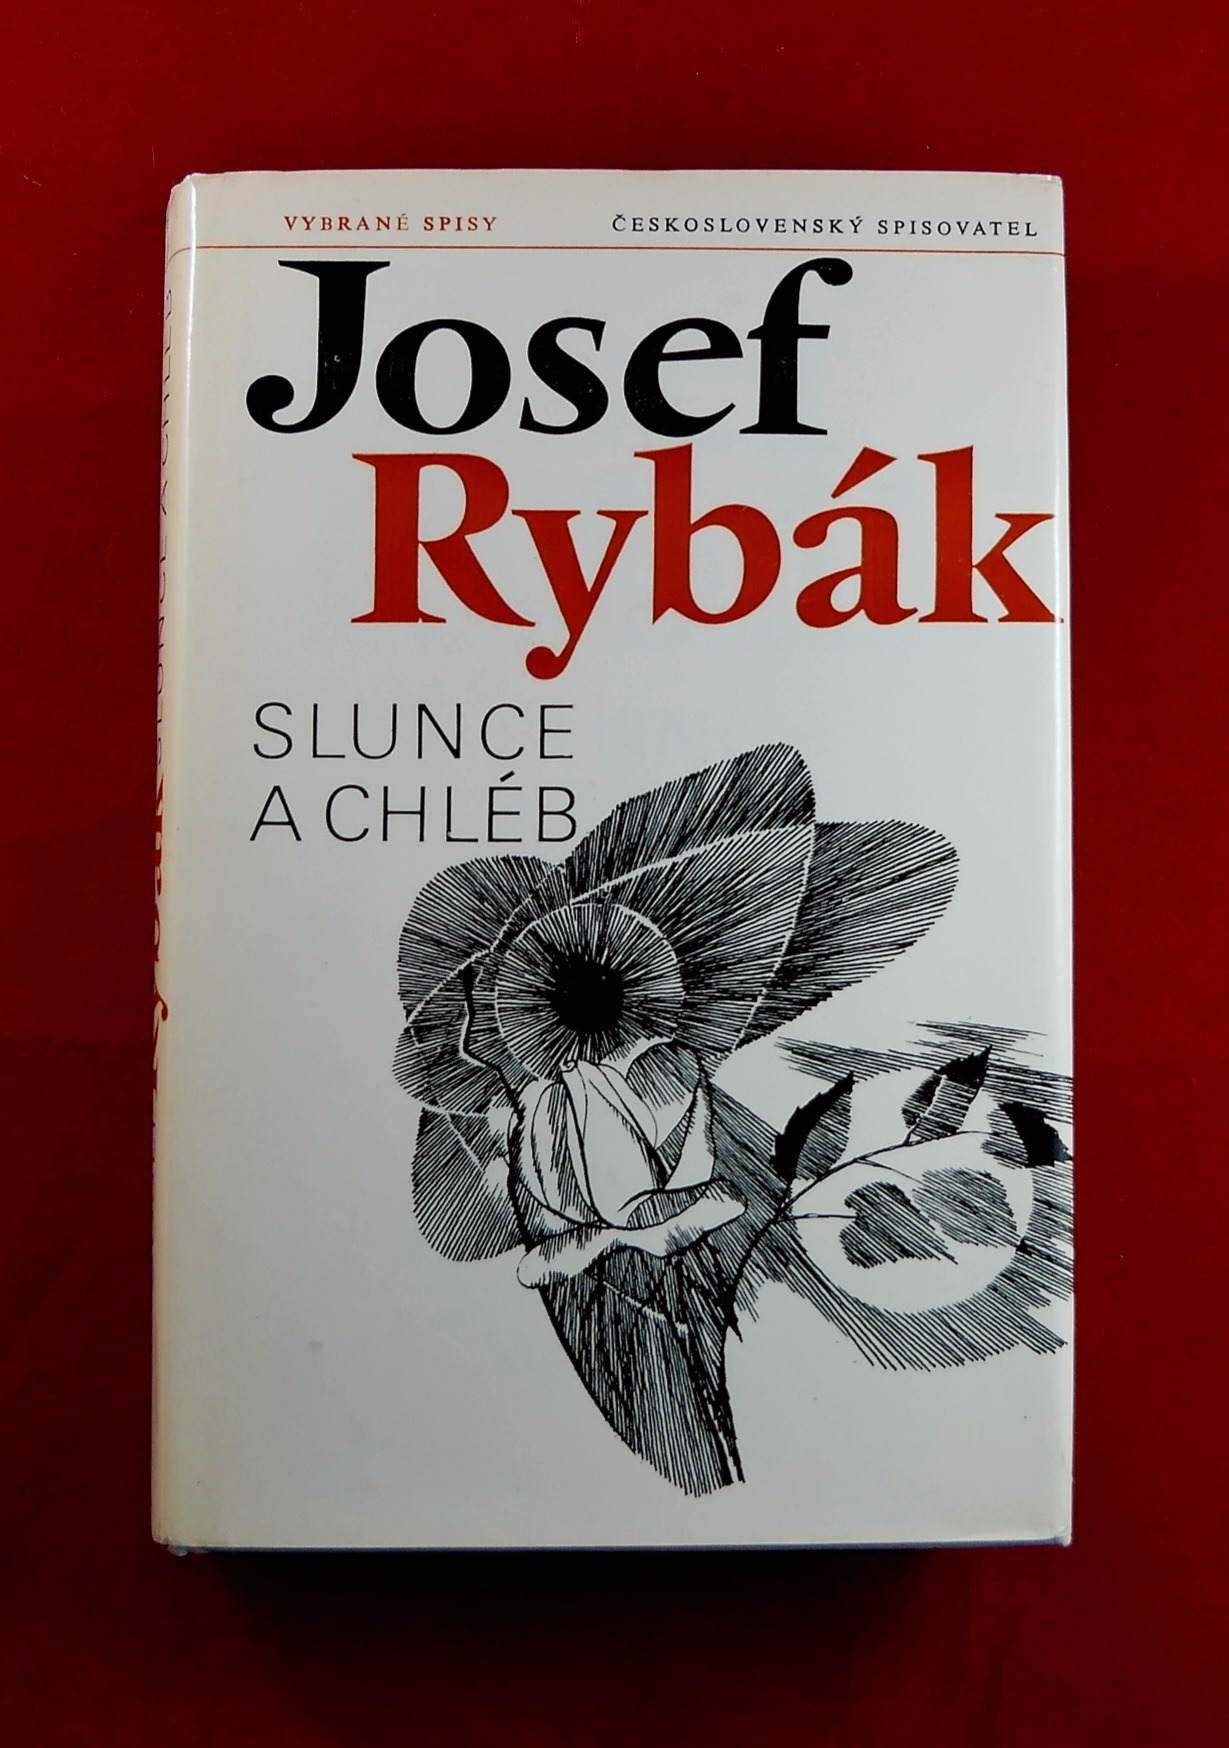 VYBRANÉ SPISY ČESKOSLOVENSKÝ SPISOVATEL
Josef
Rybák
SLUNCE
A CHLÉB